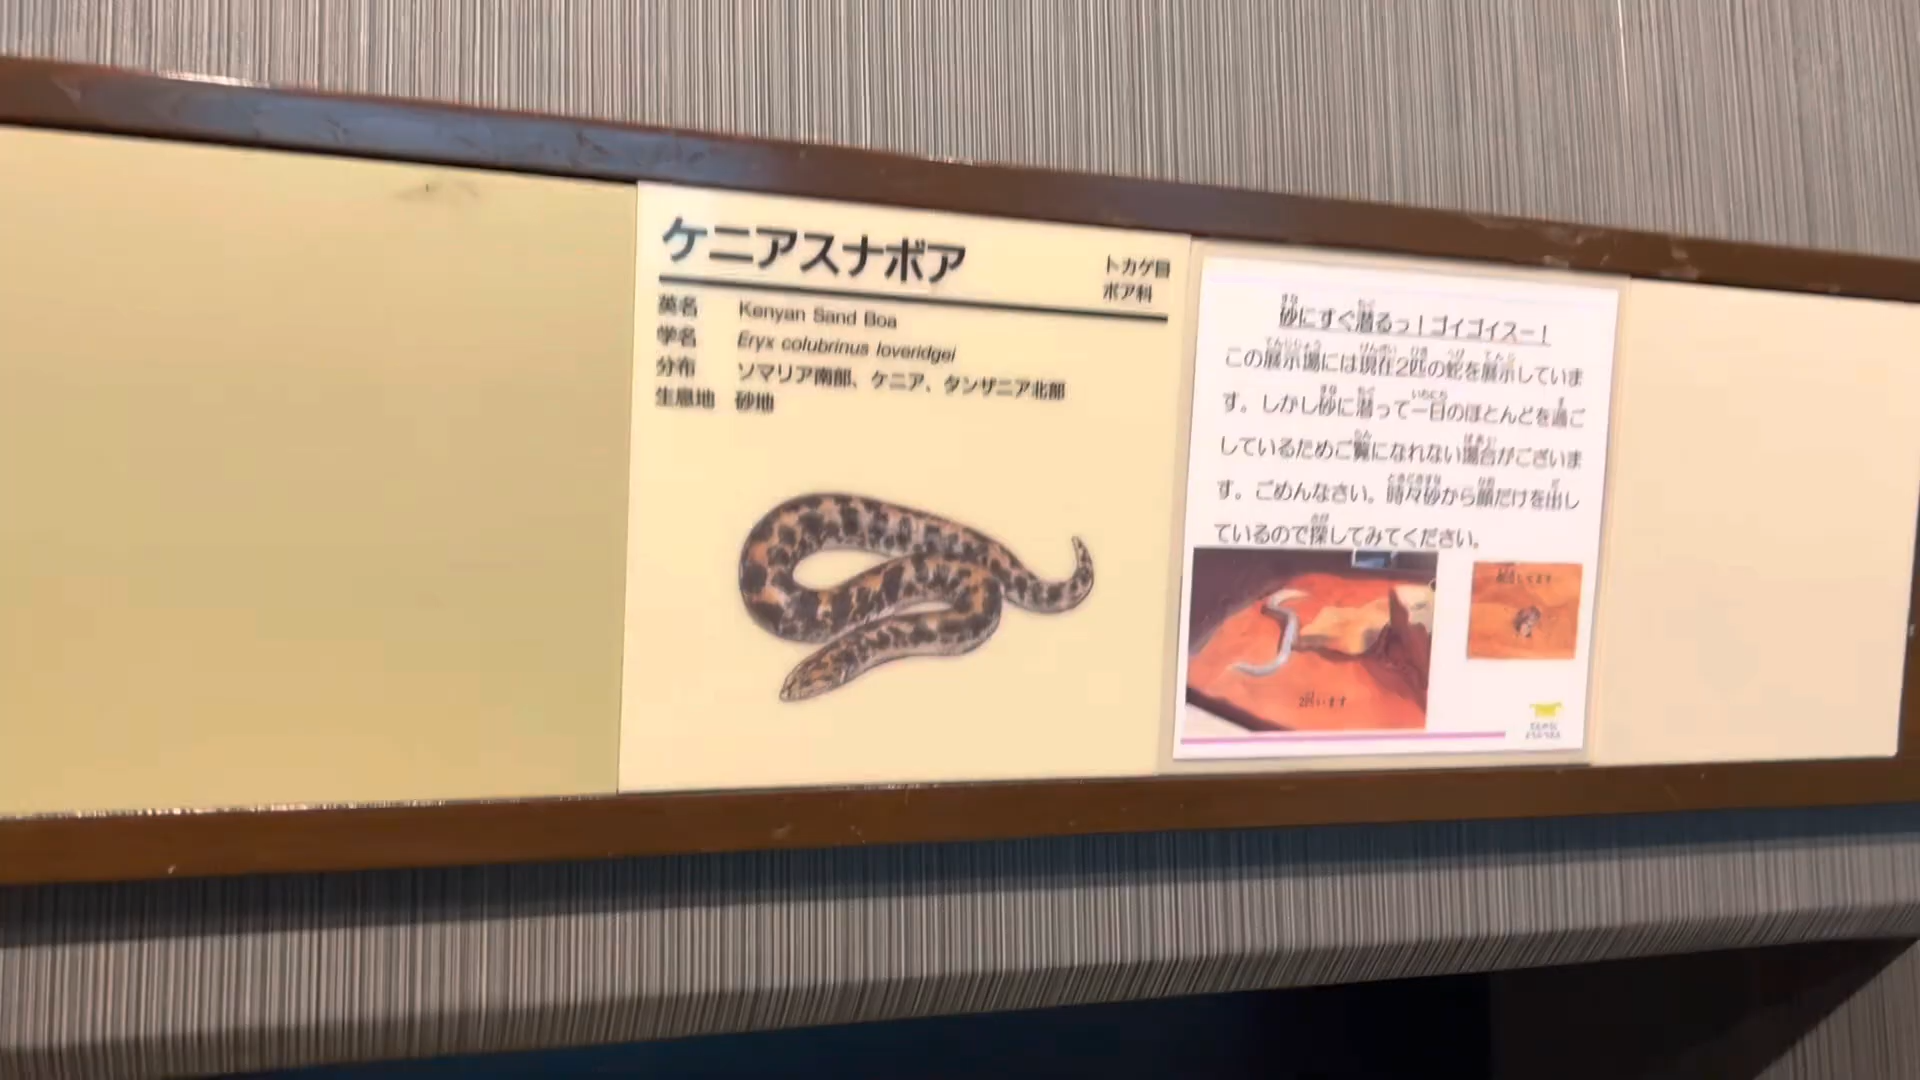 ケニアスナボア
トカゲ目
ボア科
英名 Kenyan Sand Boa
学名 Eryx colubrinus loveridgei
分布 ソマリア南部、ケニア、タンザニア北部
生息地 砂地
砂にすぐ潜るっ！ゴイゴイスー！
この展示場には現在2匹の蛇を展示していま
す。しかし砂に潜って一日のほとんどを過ご
しているためご覧になれない場合がございま
す。ごめんなさい。時々砂から顔だけを出し
ているので探してみてください。
2匹います